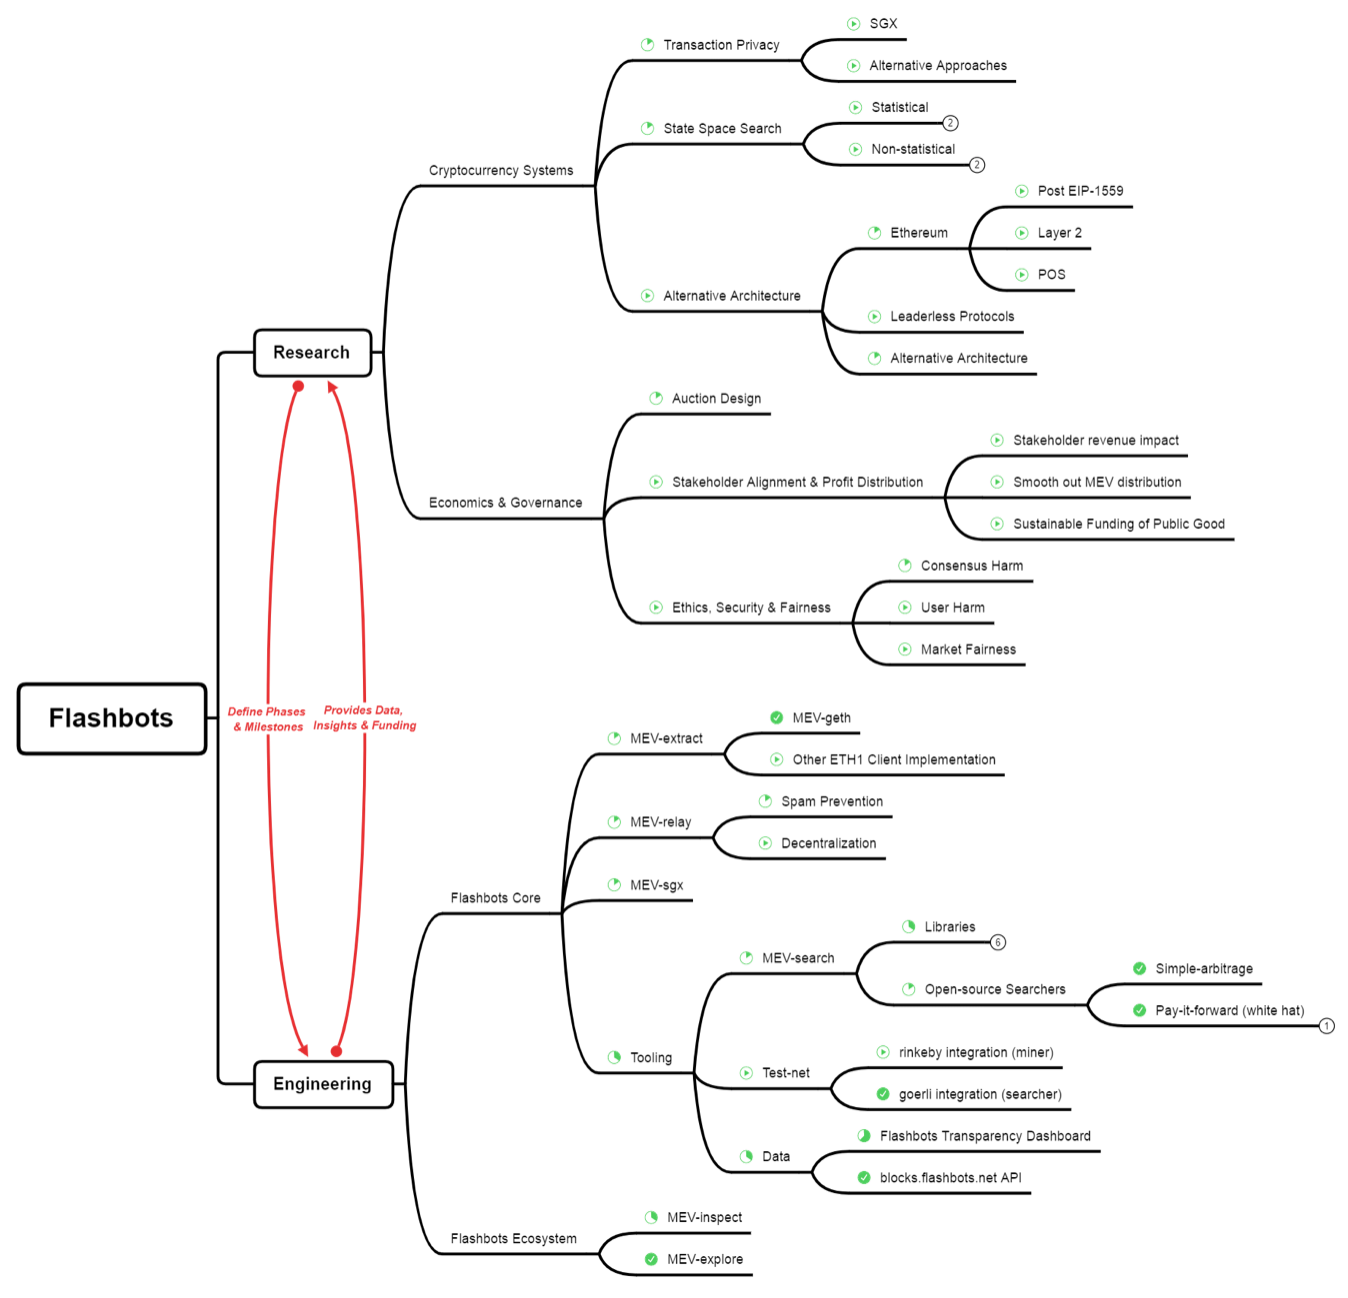 SGX
Transaction Privacy
Alternative Approaches
Statistical
2
State Space Search
Non-statistical
2
Cryptocurrency Systems
Post EIP-1559
Ethereum
Layer 2
POS
Alternative Architecture
Leaderless Protocols
Alternative Architecture
Research
Auction Design
Stakeholder revenue impact
Stakeholder Alignment & Profit Distribution
Smooth out MEV distribution
Economics & Governance
Sustainable Funding of Public Good
Consensus Harm
Ethics, Security & Fairness
User Harm
Market Fairness
Flashbots
Define Phases
& Milestones
Provides Data,
Insights & Funding
MEV-geth
MEV-extract
Other ETH1 Client Implementation
Spam Prevention
MEV-relay
Decentralization
MEV-sgx
Flashbots Core
Libraries
6
MEV-search
Simple-arbitrage
Open-source Searchers
Pay-it-forward (white hat)
1
Tooling
rinkeby integration (miner)
Test-net
goerli integration (searcher)
Engineering
Flashbots Transparency Dashboard
Data
blocks.flashbots.net API
MEV-inspect
Flashbots Ecosystem
MEV-explore